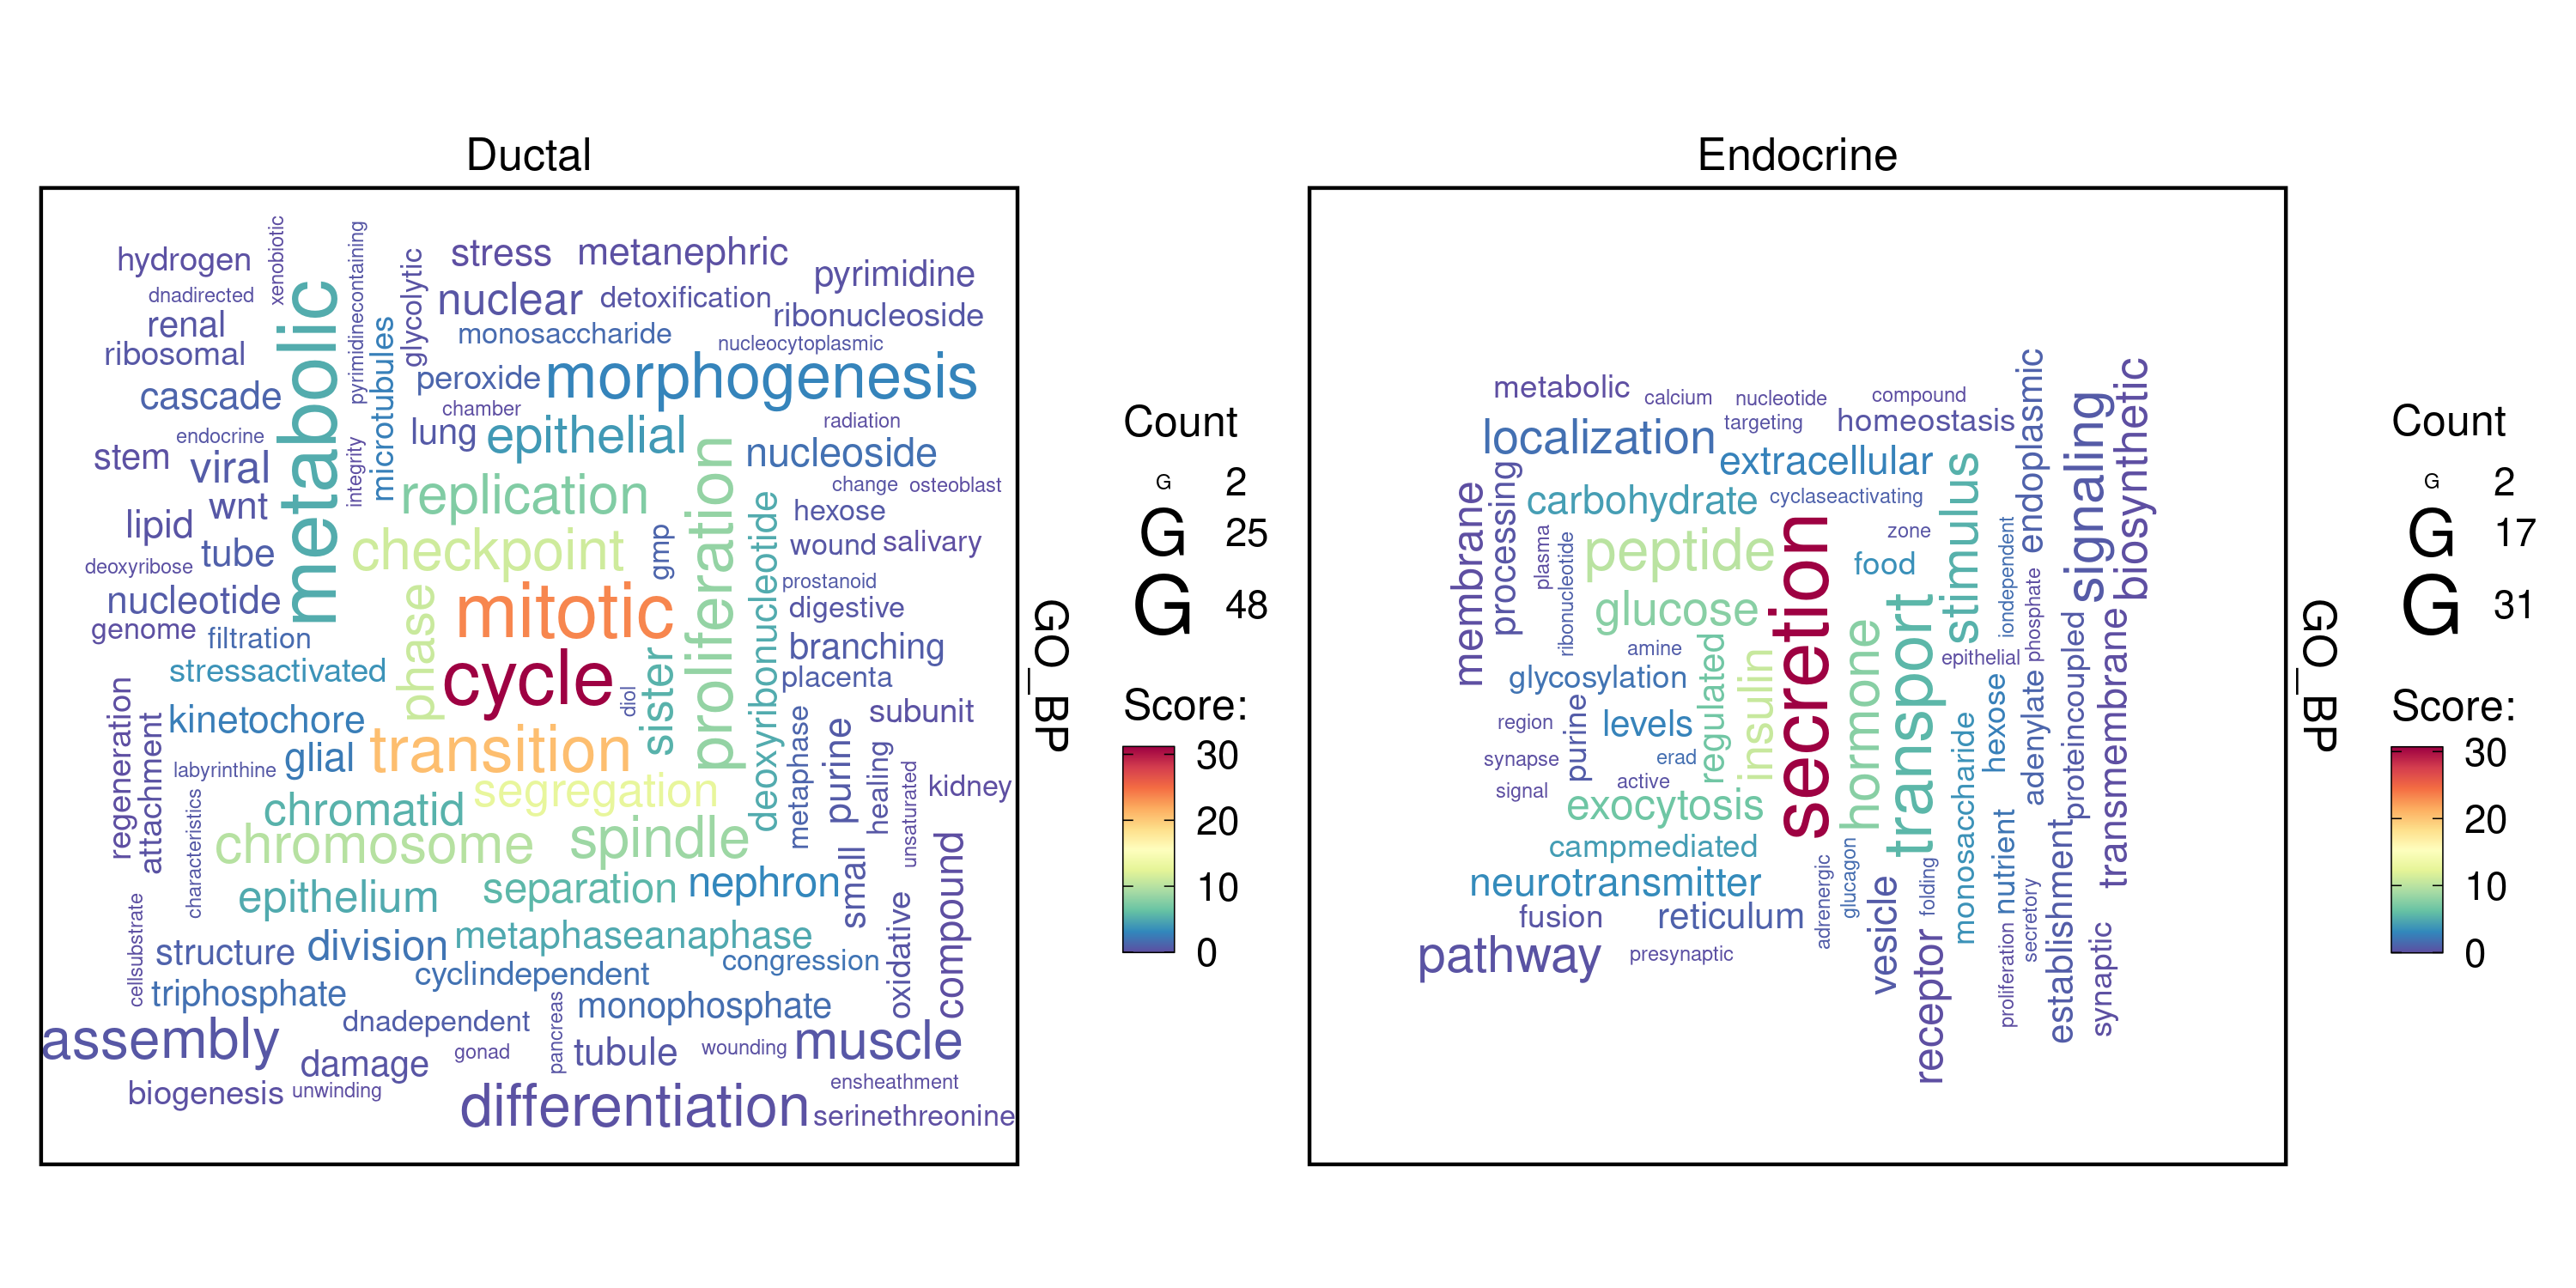 Ductal
hydrogen
xenobiotic
pyrimidinecontaining
glycolytic
stress metanephric
pyrimidine
dnadirected
metabolic
nuclear detoxification
renal
microtubules
monosaccharide
ribonucleoside
ribosomal
nucleocytoplasmic
cascade
peroxide morphogenesis
chamber
radiation
endocrine
integrity
lung epithelial
proliferation
nucleoside
stem viral
change osteoblast
wnt
replication
deoxyribonucleotide
hexose
lipid
tube
checkpoint
gmp
wound salivary
deoxyribose
prostanoid
nucleotide
phase
mitotic
digestive
genome filtration
branching
stressactivated
cycle
diol
sister
placenta
regeneration
attachment
kinetochore
metaphase
purine
subunit
glial transition
healing
unsaturated
labyrinthine
segregation
kidney
characteristics
chromatid
chromosome spindle
small
compound
epithelium separation nephron
cellsubstrate
oxidative
structure division metaphaseanaphase
cyclindependent congression
triphosphate
pancreas
monophosphate
assembly
dnadependent
muscle
damage gonad tubule wounding
biogenesis unwinding
ensheathment
differentiation serinethreonine
GO_BP
Count
G 2
G 25
G 48
Score:
30
20
10
0
Endocrine
metabolic calcium nucleotide compound
endoplasmic
signaling
biosynthetic
localization targeting homeostasis
extracellular
stimulus
membrane
processing
carbohydrate cyclaseactivating
plasma
ribonucleotide
peptide
secretion
zone
iondependent
food
phosphate
glucose
hormone
transport
amine
regulated
insulin
epithelial
proteincoupled
transmembrane
glycosylation
hexose
adenylate
region
purine
levels
monosaccharide
synapse
erad
signal
active
exocytosis
nutrient
establishment
campmediated
adrenergic
glucagon
folding
neurotransmitter
vesicle
secretory
proliferation
fusion reticulum
receptor
synaptic
pathway presynaptic
GO_BP
Count
G 2
G 17
G 31
Score:
30
20
10
0